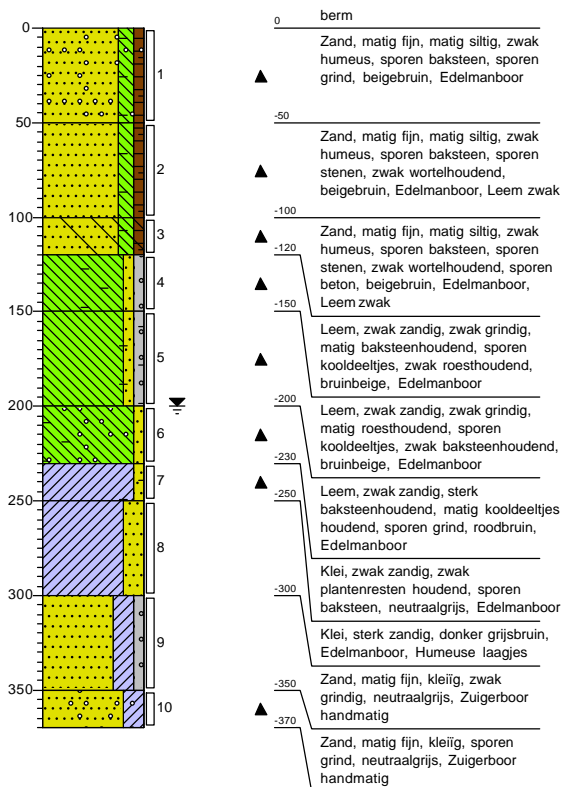 0
50
100
150
200
250
300
350
1
2
3
4
5
6
7
8
9
10
0
berm
Zand, matig fijn, matig siltig, zwak
humeus, sporen baksteen, sporen
grind, beigebruin, Edelmanboor
-50
Zand, matig fijn, matig siltig, zwak
humeus, sporen baksteen, sporen
stenen, zwak wortelhoudend,
beigebruin, Edelmanboor, Leem zwak
-100
Zand, matig fijn, matig siltig, zwak
humeus, sporen baksteen, sporen
stenen, zwak wortelhoudend, sporen
beton, beigebruin, Edelmanboor,
Leem zwak
-120
Leem, zwak zandig, zwak grindig,
matig baksteenhoudend, sporen
kooldeeltjes, zwak roesthoudend,
bruinbeige, Edelmanboor
-150
Leem, zwak zandig, zwak grindig,
matig roesthoudend, sporen
kooldeeltjes, zwak baksteenhoudend,
bruinbeige, Edelmanboor
-200
Leem, zwak zandig, sterk
baksteenhoudend, matig kooldeeltjes
houdend, sporen grind, roodbruin,
Edelmanboor
-230
Klei, zwak zandig, zwak
plantenresten houdend, sporen
baksteen, neutraalgrijs, Edelmanboor
-250
Klei, sterk zandig, donker grijsbruin,
Edelmanboor, Humeuse laagjes
-300
Zand, matig fijn, kleiïg, zwak
grindig, neutraalgrijs, Zuigerboor
handmatig
-350
Zand, matig fijn, kleiïg, sporen
grind, neutraalgrijs, Zuigerboor
handmatig
-370